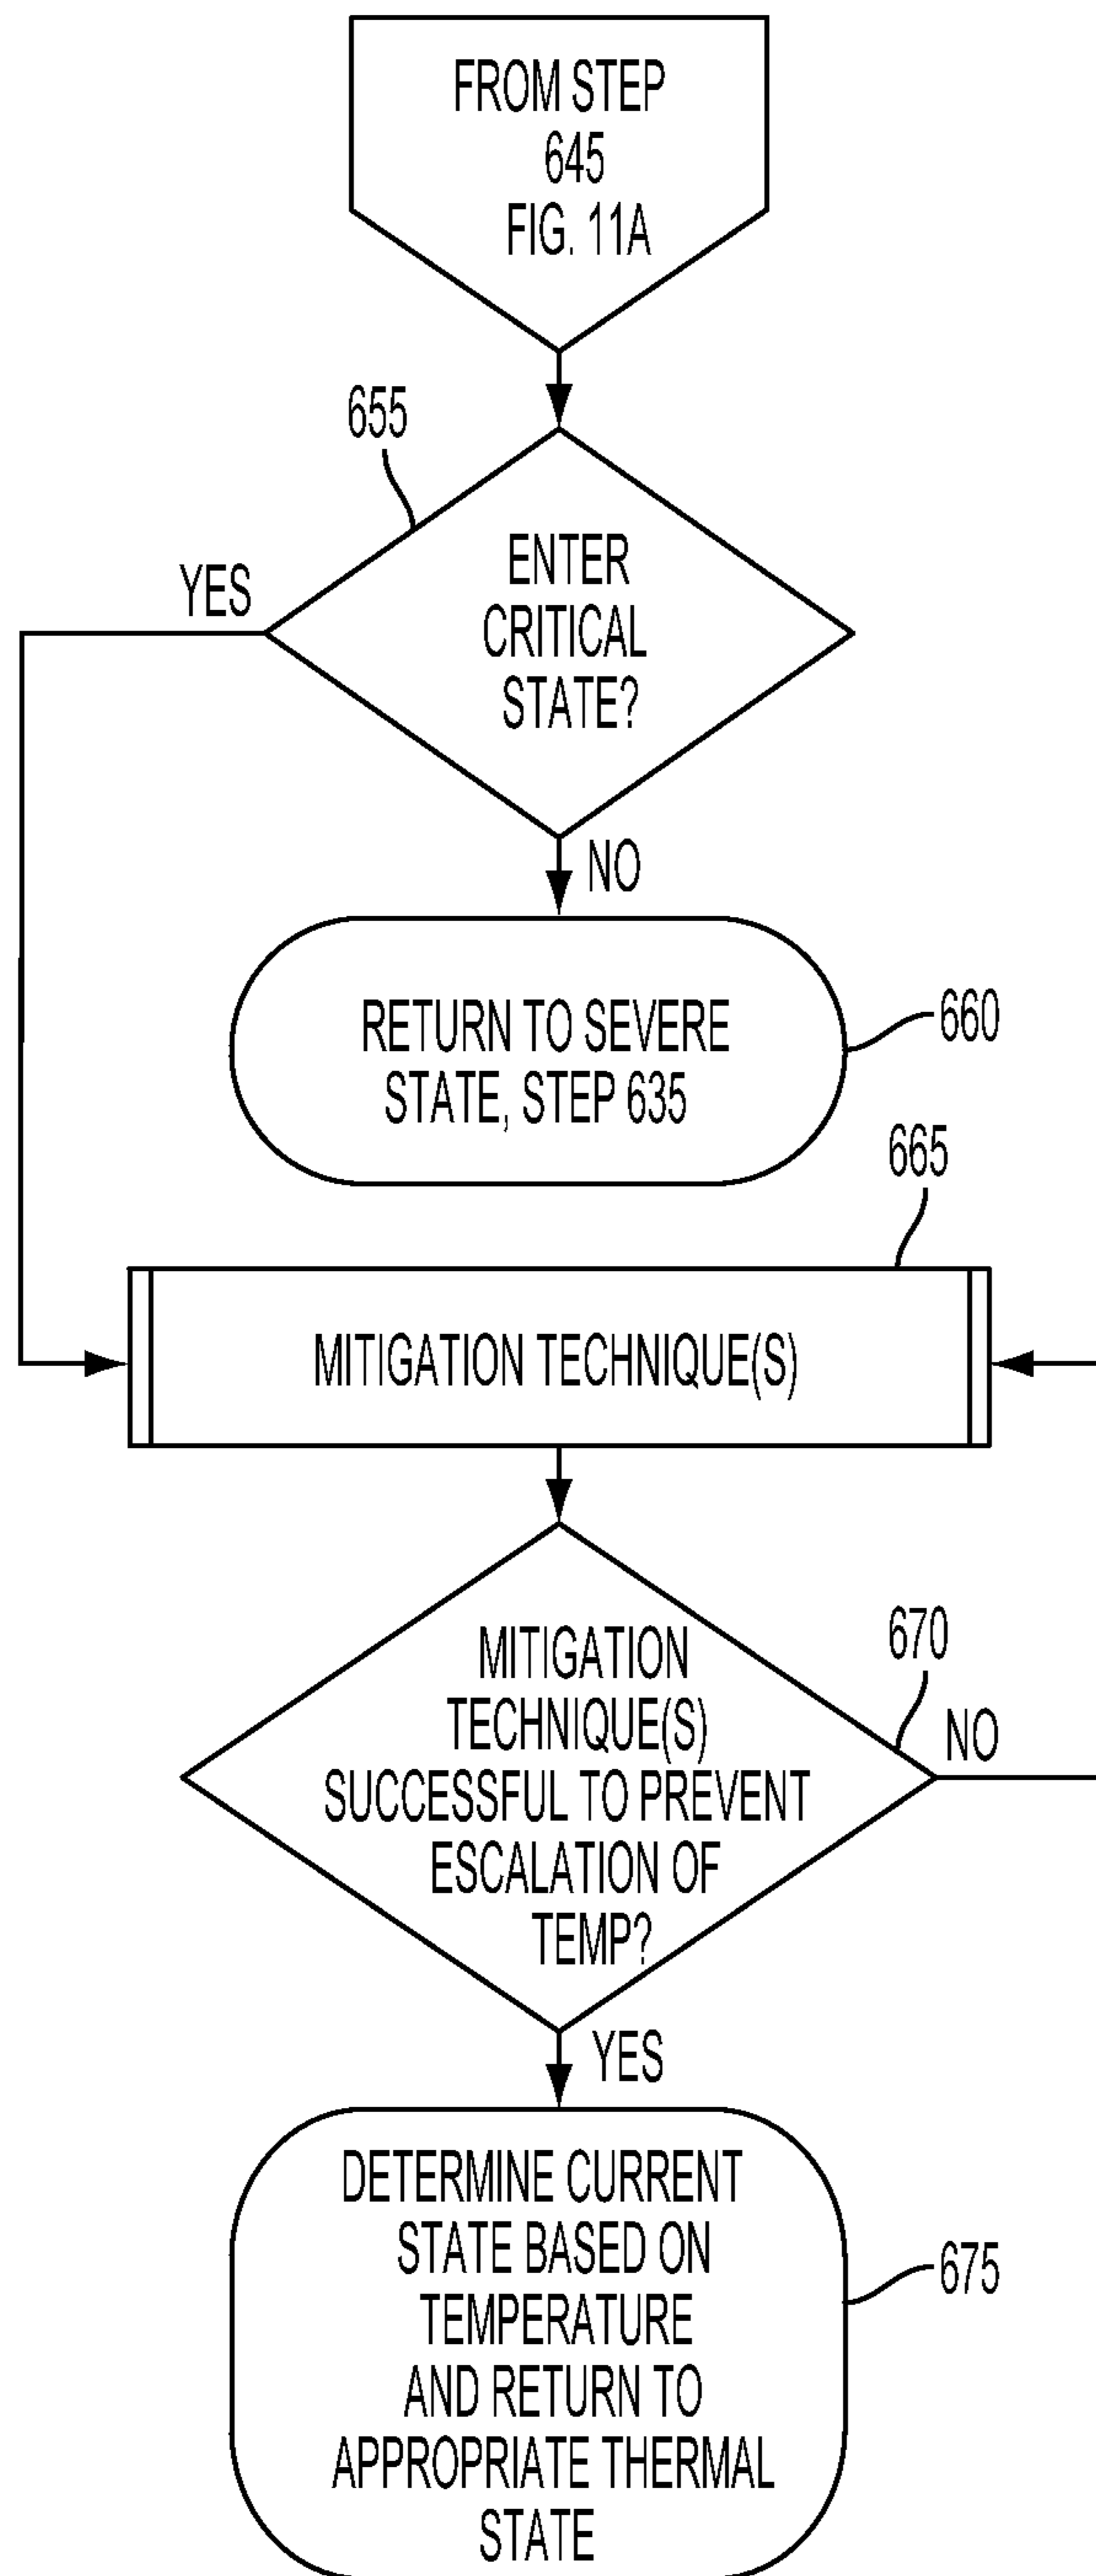 FROM STEP
645
FIG. 11A
655
YES
ENTER
CRITICAL
STATE?
NO
RETURN TO SEVERE
STATE, STEP 635
660
665
MITIGATION TECHNIQUE(S)
670
MITIGATION
TECHNIQUE(S)
SUCCESSFUL TO PREVENT
ESCALATION OF
TEMP?
NO
YES
DETERMINE CURRENT
STATE BASED ON
TEMPERATURE
AND RETURN TO
APPROPRIATE THERMAL
STATE
675